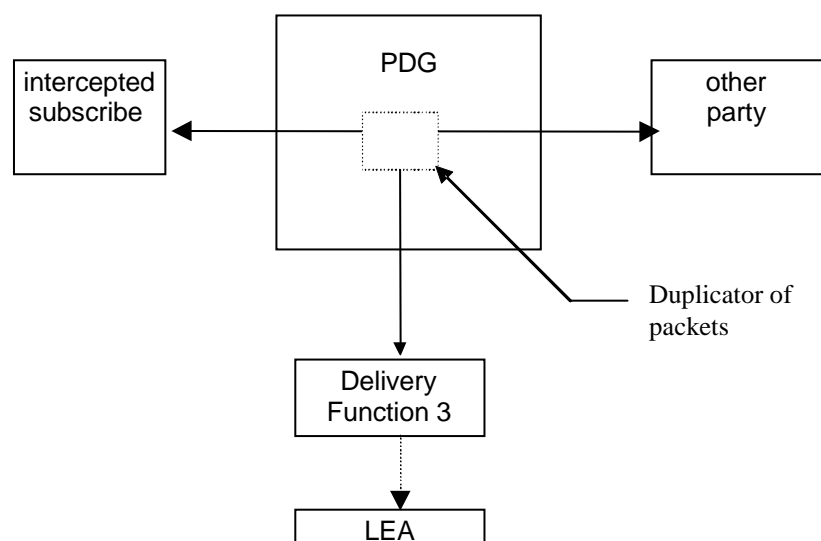 PDG
intercepted
subscribe
other
party
Duplicator of
packets
Delivery
Function 3
LEA